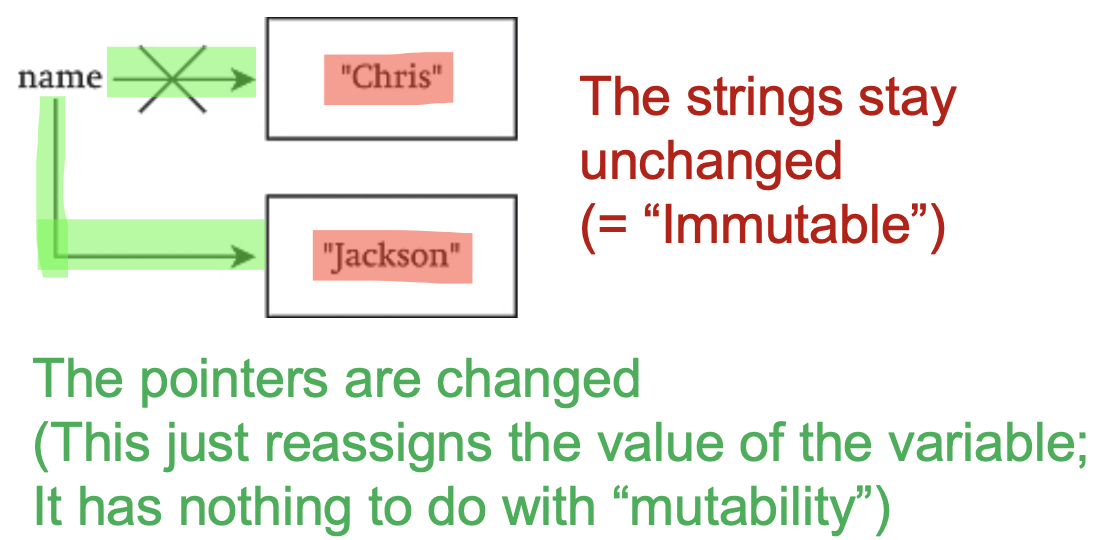 name
"Chris"
The strings stay
unchanged
(= “Immutable”)
"Jackson"
The pointers are changed
(This just reassigns the value of the variable;
It has nothing to do with “mutability”)